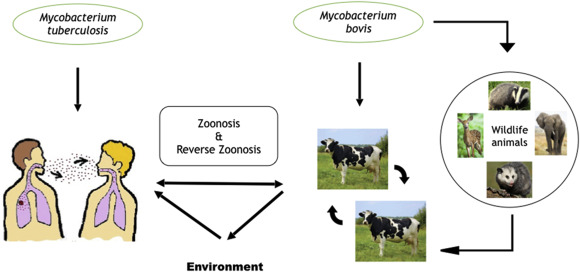 Mycobacterium
tuberculosis
Mycobacterium
bovis
Zoonosis
&
Reverse Zoonosis
Wildlife
animals
Environment